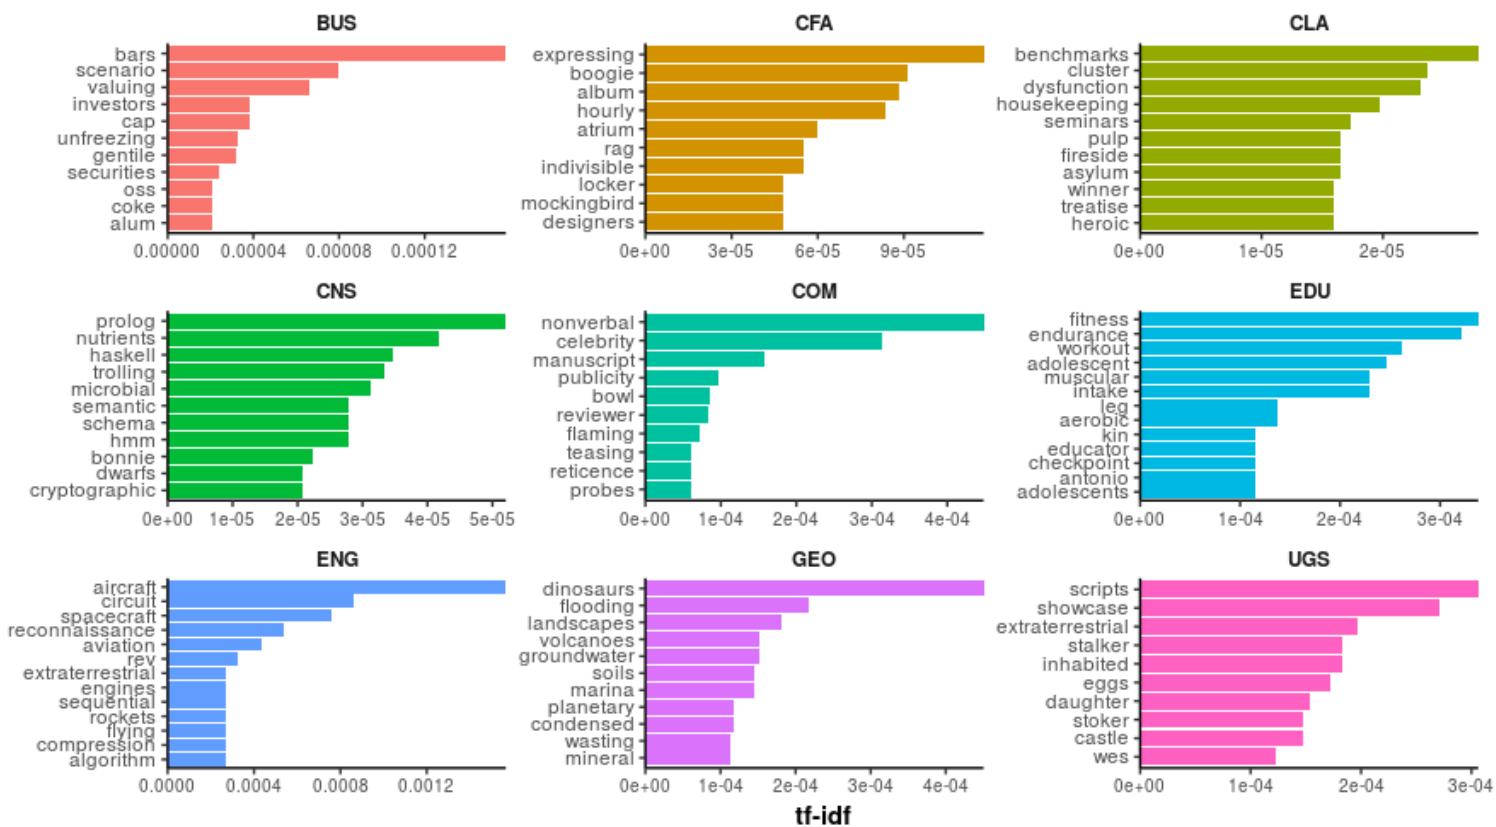 BUS
bars
scenario
valuing
investors
cap
unfreezing
gentile
securities
oss
coke
alum
0.00000 0.00004 0.00008 0.00012
CFA
expressing
boogie
album
hourly
atrium
rag
indivisible
locker
mockingbird
designers
0e+00 3e-05 6e-05 9e-05
CLA
benchmarks
cluster
dysfunction
housekeeping
seminars
pulp
fireside
asylum
winner
treatise
heroic
0e+00 1e-05 2e-05
CNS
prolog
nutrients
haskell
trolling
microbial
semantic
schema
hmm
bonnie
dwarfs
cryptographic
0e+00 1e-05 2e-05 3e-05 4e-05 5e-05
COM
nonverbal
celebrity
manuscript
publicity
bowl
reviewer
flaming
teasing
reticence
probes
0e+00 1e-04 2e-04 3e-04 4e-04
EDU
fitness
endurance
workout
adolescent
muscular
intake
leg
aerobic
kin
educator
checkpoint
antonio
adolescents
0e+00 1e-04 2e-04 3e-04
ENG
aircraft
circuit
spacecraft
reconnaissance
aviation
rev
extraterrestrial
engines
sequential
rockets
flying
compression
algorithm
0.0000 0.0004 0.0008 0.0012
GEO
dinosaurs
flooding
landscapes
volcanoes
groundwater
soils
marina
planetary
condensed
wasting
mineral
0e+00 1e-04 2e-04 3e-04 4e-04
UGS
scripts
showcase
extraterrestrial
stalker
inhabited
eggs
daughter
stoker
castle
wes
0e+00 1e-04 2e-04 3e-04
tf-idf